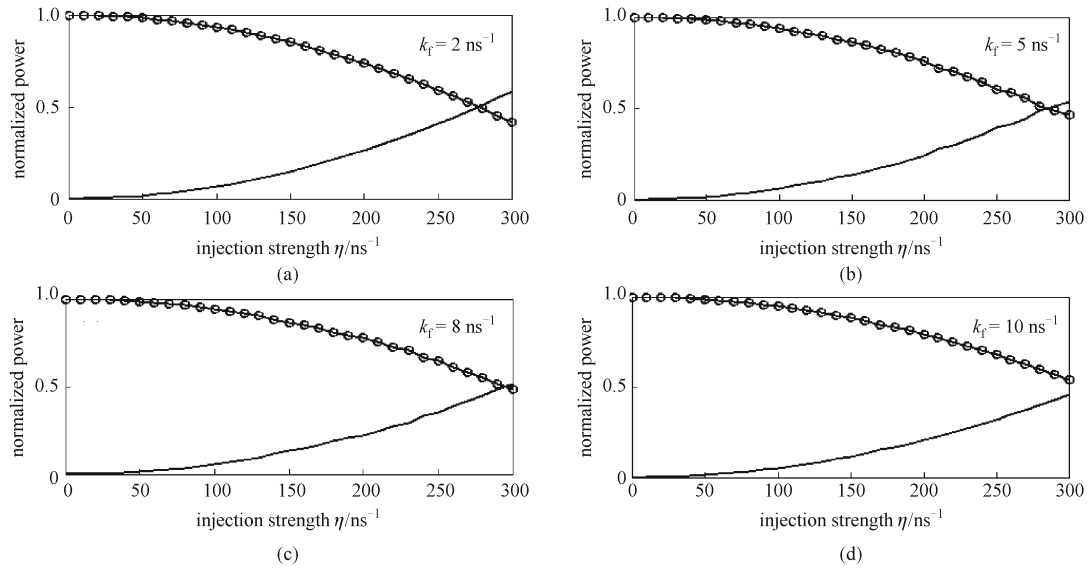 1.0
k_f = 2 ns⁻¹
normalized power
0.5
0
0 50 100 150 200 250 300
injection strength η/ns⁻¹
(a)
1.0
k_f = 5 ns⁻¹
normalized power
0.5
0
0 50 100 150 200 250 300
injection strength η/ns⁻¹
(b)
1.0
k_f = 8 ns⁻¹
normalized power
0.5
0
0 50 100 150 200 250 300
injection strength η/ns⁻¹
(c)
1.0
k_f = 10 ns⁻¹
normalized power
0.5
0
0 50 100 150 200 250 300
injection strength η/ns⁻¹
(d)